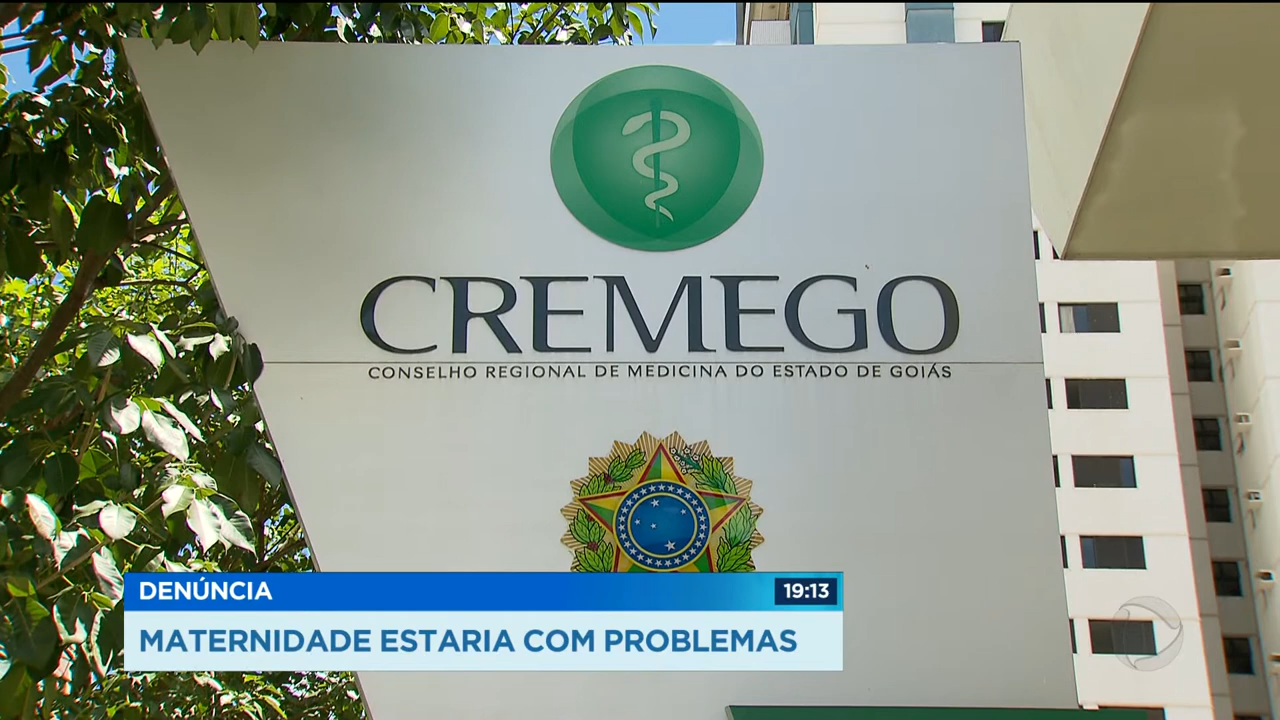 CREMEGO
CONSELHO REGIONAL DE MEDICINA DO ESTADO DE GOIÁS
DENÚNCIA
19:13
MATERNIDADE ESTARIA COM PROBLEMAS